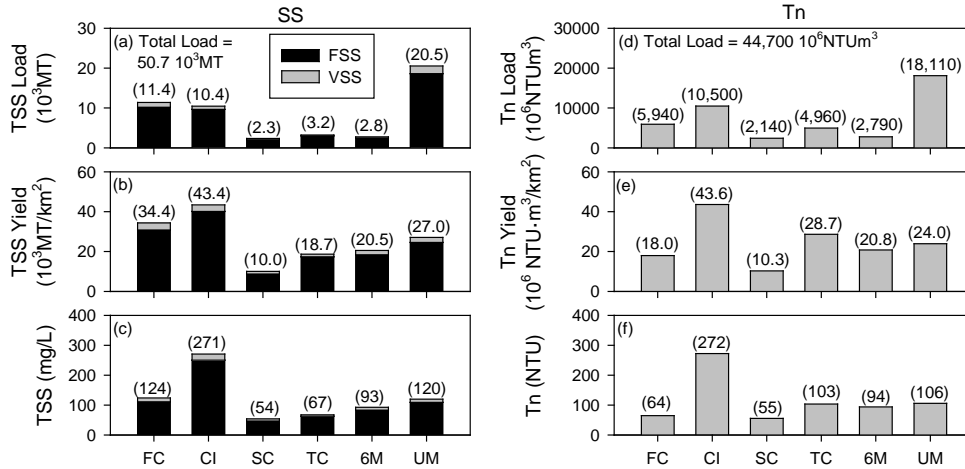 SS
(a) Total Load =
50.7 10³MT
FSS
VSS
TSS Load
(10³MT)
30
20
10
0
(11.4)
(10.4)
(2.3)
(3.2)
(2.8)
(20.5)
(b)
TSS Yield
(10³MT/km²)
60
40
20
0
(34.4)
(43.4)
(10.0)
(18.7)
(20.5)
(27.0)
(c)
TSS (mg/L)
400
300
200
100
0
(124)
(271)
(54)
(67)
(93)
(120)
FC CI SC TC 6M UM
Tn
(d) Total Load = 44,700 10⁶NTUm³
Tn Load
(10⁶NTUm³)
30000
20000
10000
0
(5,940)
(10,500)
(2,140)
(4,960)
(2,790)
(18,110)
(e)
Tn Yield
(10⁶ NTU·m³/km²)
60
40
20
0
(18.0)
(43.6)
(10.3)
(28.7)
(20.8)
(24.0)
(f)
Tn (NTU)
400
300
200
100
0
(64)
(272)
(55)
(103)
(94)
(106)
FC CI SC TC 6M UM